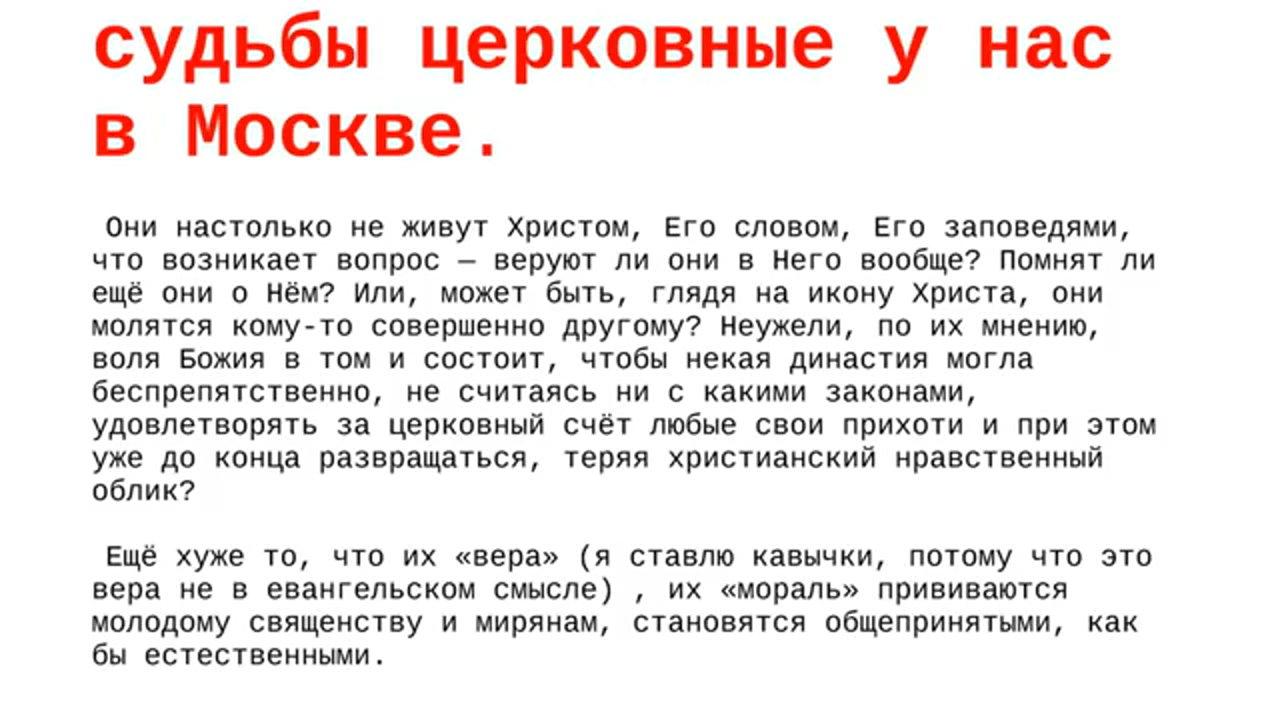 судьбы церковные у нас
в Москве.
Они настолько не живут Христом, Его словом, Его заповедями,
что возникает вопрос — веруют ли они в Него вообще? Помнят ли
ещё они о Нём? Или, может быть, глядя на икону Христа, они
молятся кому-то совершенно другому? Неужели, по их мнению,
воля Божия в том и состоит, чтобы некая династия могла
беспрепятственно, не считаясь ни с какими законами,
удовлетворять за церковный счёт любые свои прихоти и при этом
уже до конца развращаться, теряя христианский нравственный
облик?
Ещё хуже то, что их «вера» (я ставлю кавычки, потому что это
вера не в евангельском смысле) , их «мораль» прививаются
молодому священству и мирянам, становятся общепринятыми, как
бы естественными.